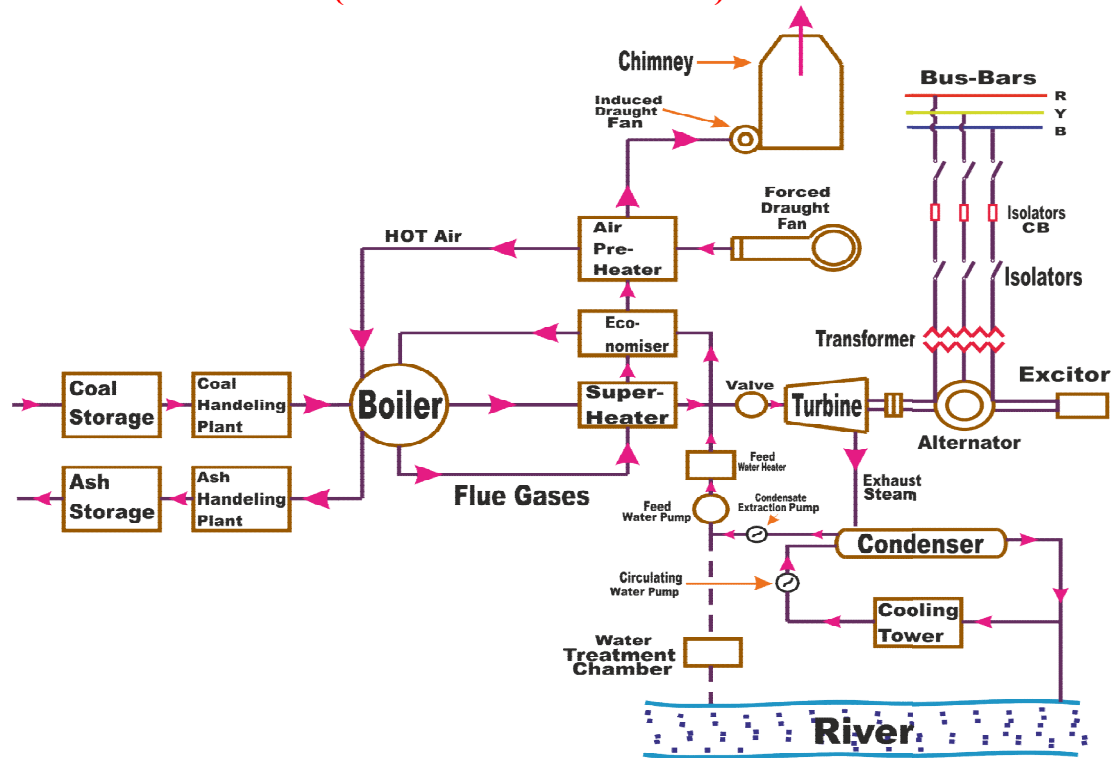 Chimney
Induced
Draught
Fan
Bus-Bars
R
Y
B
Forced
Draught
Fan
Isolators
CB
HOT Air
Air
Pre-
Heater
Isolators
Eco-
nomiser
Transformer
Coal
Storage
Coal
Handeling
Plant
Boiler
Super-
Heater
Valve
Turbine
Excitor
Alternator
Ash
Storage
Ash
Handeling
Plant
Flue Gases
Feed
Water Heater
Exhaust
Steam
Feed
Water Pump
Condensate
Extraction Pump
Condenser
Circulating
Water Pump
Cooling
Tower
Water
Treatment
Chamber
River